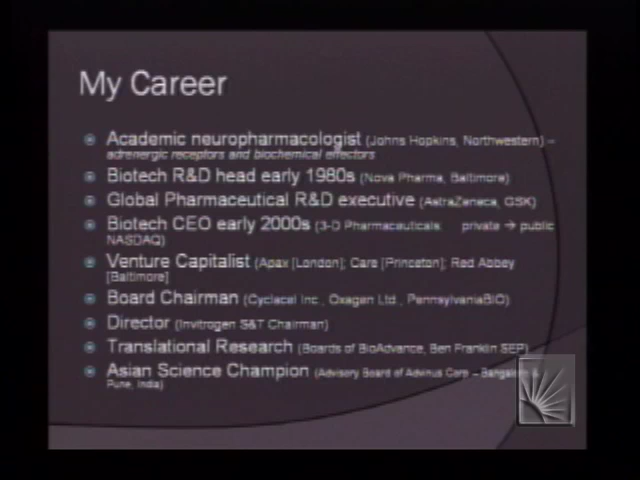 My Career
Academic neuropharmacologist (Johns Hopkins, Northwestern) –
adrenergic receptors and biochemical effectors
Biotech R&D head early 1980s (Nova Pharma, Baltimore)
Global Pharmaceutical R&D executive (AstraZeneca, GSK)
Biotech CEO early 2000s (3-D Pharmaceuticals private → public
NASDAQ)
Venture Capitalist (Apax [London]; Care [Princeton]; Red Abbey
[Baltimore]
Board Chairman (Cyclacel Inc., Oxagen Ltd., PennsylvaniaBIO)
Director (Invitrogen S&T Chairman)
Translational Research (Boards of BioAdvance, Ben Franklin SEP)
Asian Science Champion (Advisory Board of Advinus Corp –
Pune, India)